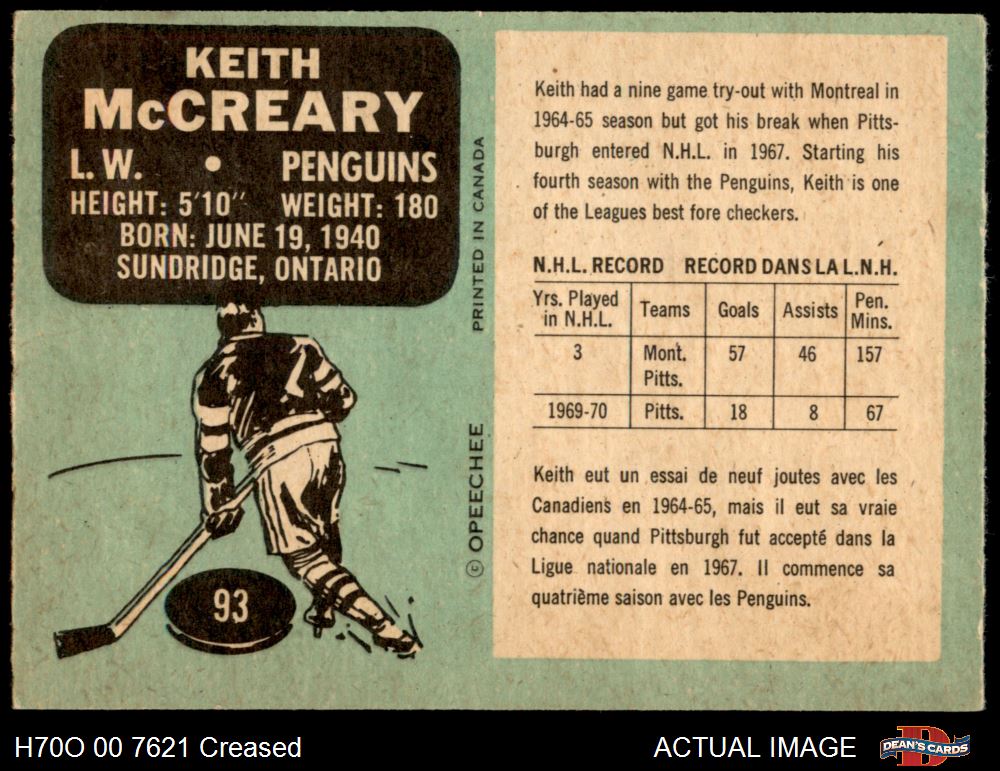 KEITH
McCREARY
L.W. • PENGUINS
HEIGHT: 5'10" WEIGHT: 180
BORN: JUNE 19, 1940
SUNDRIDGE, ONTARIO
PRINTED IN CANADA
© OPEECHEE
93
Keith had a nine game try-out with Montreal in
1964-65 season but got his break when Pitts-
burgh entered N.H.L. in 1967. Starting his
fourth season with the Penguins, Keith is one
of the Leagues best fore checkers.
N.H.L. RECORD RECORD DANS LA L.N.H.
Yrs. Played in N.H.L. Teams Goals Assists Pen. Mins.
3 Mont. Pitts. 57 46 157
1969-70 Pitts. 18 8 67
Keith eut un essai de neuf joutes avec les
Canadiens en 1964-65, mais il eut sa vraie
chance quand Pittsburgh fut accepté dans la
Ligue nationale en 1967. Il commence sa
quatrième saison avec les Penguins.
H70O 00 7621 Creased
ACTUAL IMAGE
DEAN'S CARDS